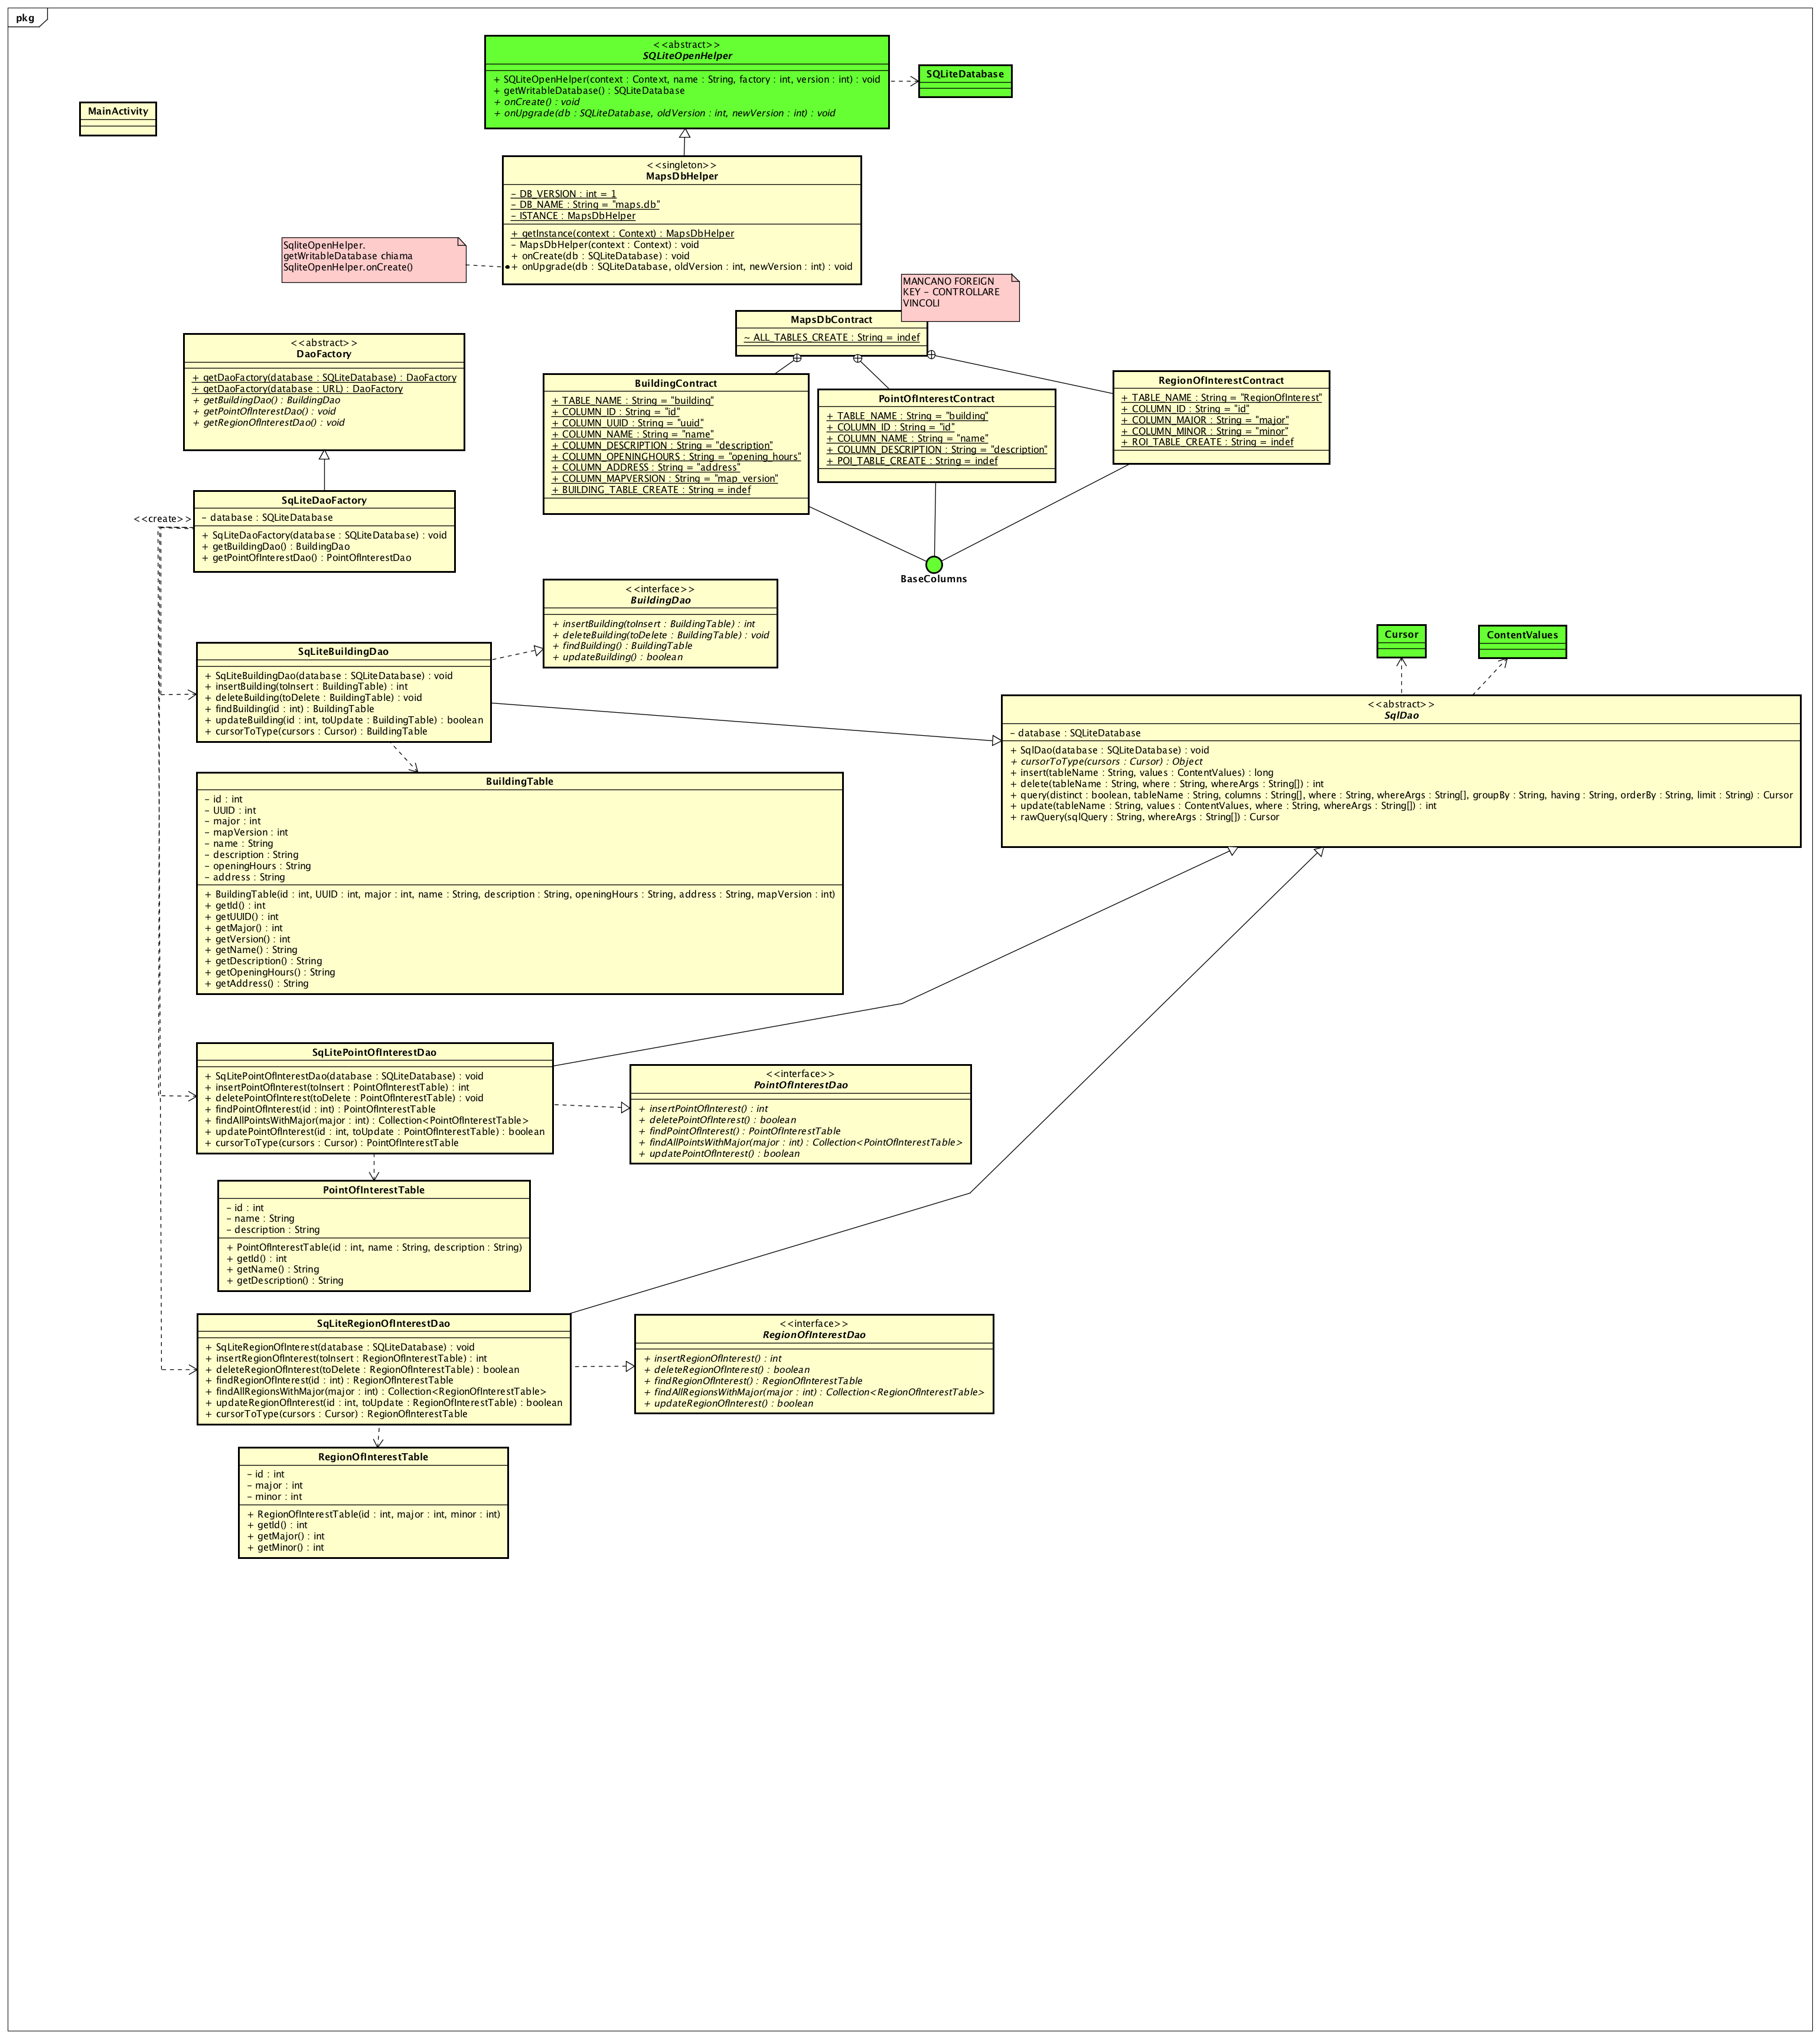 pkg
<<abstract>>
SQLiteOpenHelper
+ SQLiteOpenHelper(context : Context, name : String, factory : int, version : int) : void
+ getWritableDatabase() : SQLiteDatabase
+ onCreate() : void
+ onUpgrade(db : SQLiteDatabase, oldVersion : int, newVersion : int) : void
SQLiteDatabase
MainActivity
<<singleton>>
MapsDbHelper
- DB_VERSION : int = 1
- DB_NAME : String = "maps.db"
- ISTANCE : MapsDbHelper
+ getInstance(context : Context) : MapsDbHelper
- MapsDbHelper(context : Context) : void
+ onCreate(db : SQLiteDatabase) : void
+ onUpgrade(db : SQLiteDatabase, oldVersion : int, newVersion : int) : void
SqliteOpenHelper.
getWritableDatabase chiama
SqliteOpenHelper.onCreate()
MANCANO FOREIGN
KEY - CONTROLLARE
VINCOLI
MapsDbContract
~ ALL_TABLES_CREATE : String = indef
<<abstract>>
DaoFactory
+ getDaoFactory(database : SQLiteDatabase) : DaoFactory
+ getDaoFactory(database : URL) : DaoFactory
+ getBuildingDao() : BuildingDao
+ getPointOfInterestDao() : void
+ getRegionOfInterestDao() : void
BuildingContract
+ TABLE_NAME : String = "building"
+ COLUMN_ID : String = "id"
+ COLUMN_UUID : String = "uuid"
+ COLUMN_NAME : String = "name"
+ COLUMN_DESCRIPTION : String = "description"
+ COLUMN_OPENINGHOURS : String = "opening_hours"
+ COLUMN_ADDRESS : String = "address"
+ COLUMN_MAPVERSION : String = "map_version"
+ BUILDING_TABLE_CREATE : String = indef
PointOfInterestContract
+ TABLE_NAME : String = "building"
+ COLUMN_ID : String = "id"
+ COLUMN_NAME : String = "name"
+ COLUMN_DESCRIPTION : String = "description"
+ POI_TABLE_CREATE : String = indef
RegionOfInterestContract
+ TABLE_NAME : String = "RegionOfInterest"
+ COLUMN_ID : String = "id"
+ COLUMN_MAJOR : String = "major"
+ COLUMN_MINOR : String = "minor"
+ ROI_TABLE_CREATE : String = indef
BaseColumns
SqLiteDaoFactory
- database : SQLiteDatabase
+ SqLiteDaoFactory(database : SQLiteDatabase) : void
+ getBuildingDao() : BuildingDao
+ getPointOfInterestDao() : PointOfInterestDao
<<create>>
<<interface>>
BuildingDao
+ insertBuilding(toInsert : BuildingTable) : int
+ deleteBuilding(toDelete : BuildingTable) : void
+ findBuilding() : BuildingTable
+ updateBuilding() : boolean
SqLiteBuildingDao
+ SqLiteBuildingDao(database : SQLiteDatabase) : void
+ insertBuilding(toInsert : BuildingTable) : int
+ deleteBuilding(toDelete : BuildingTable) : void
+ findBuilding(id : int) : BuildingTable
+ updateBuilding(id : int, toUpdate : BuildingTable) : boolean
+ cursorToType(cursors : Cursor) : BuildingTable
Cursor
ContentValues
<<abstract>>
SqlDao
- database : SQLiteDatabase
+ SqlDao(database : SQLiteDatabase) : void
+ cursorToType(cursors : Cursor) : Object
+ insert(tableName : String, values : ContentValues) : long
+ delete(tableName : String, where : String, whereArgs : String[]) : int
+ query(distinct : boolean, tableName : String, columns : String[], where : String, whereArgs : String[], groupBy : String, having : String, orderBy : String, limit : String) : Cursor
+ update(tableName : String, values : ContentValues, where : String, whereArgs : String[]) : int
+ rawQuery(sqlQuery : String, whereArgs : String[]) : Cursor
BuildingTable
- id : int
- UUID : int
- major : int
- mapVersion : int
- name : String
- description : String
- openingHours : String
- address : String
+ BuildingTable(id : int, UUID : int, major : int, name : String, description : String, openingHours : String, address : String, mapVersion : int)
+ getId() : int
+ getUUID() : int
+ getMajor() : int
+ getVersion() : int
+ getName() : String
+ getDescription() : String
+ getOpeningHours() : String
+ getAddress() : String
SqLitePointOfInterestDao
+ SqLitePointOfInterestDao(database : SQLiteDatabase) : void
+ insertPointOfInterest(toInsert : PointOfInterestTable) : int
+ deletePointOfInterest(toDelete : PointOfInterestTable) : void
+ findPointOfInterest(id : int) : PointOfInterestTable
+ findAllPointsWithMajor(major : int) : Collection<PointOfInterestTable>
+ updatePointOfInterest(id : int, toUpdate : PointOfInterestTable) : boolean
+ cursorToType(cursors : Cursor) : PointOfInterestTable
<<interface>>
PointOfInterestDao
+ insertPointOfInterest() : int
+ deletePointOfInterest() : boolean
+ findPointOfInterest() : PointOfInterestTable
+ findAllPointsWithMajor(major : int) : Collection<PointOfInterestTable>
+ updatePointOfInterest() : boolean
PointOfInterestTable
- id : int
- name : String
- description : String
+ PointOfInterestTable(id : int, name : String, description : String)
+ getId() : int
+ getName() : String
+ getDescription() : String
SqLiteRegionOfInterestDao
+ SqLiteRegionOfInterest(database : SQLiteDatabase) : void
+ insertRegionOfInterest(toInsert : RegionOfInterestTable) : int
+ deleteRegionOfInterest(toDelete : RegionOfInterestTable) : boolean
+ findRegionOfInterest(id : int) : RegionOfInterestTable
+ findAllRegionsWithMajor(major : int) : Collection<RegionOfInterestTable>
+ updateRegionOfInterest(id : int, toUpdate : RegionOfInterestTable) : boolean
+ cursorToType(cursors : Cursor) : RegionOfInterestTable
<<interface>>
RegionOfInterestDao
+ insertRegionOfInterest() : int
+ deleteRegionOfInterest() : boolean
+ findRegionOfInterest() : RegionOfInterestTable
+ findAllRegionsWithMajor(major : int) : Collection<RegionOfInterestTable>
+ updateRegionOfInterest() : boolean
RegionOfInterestTable
- id : int
- major : int
- minor : int
+ RegionOfInterestTable(id : int, major : int, minor : int)
+ getId() : int
+ getMajor() : int
+ getMinor() : int